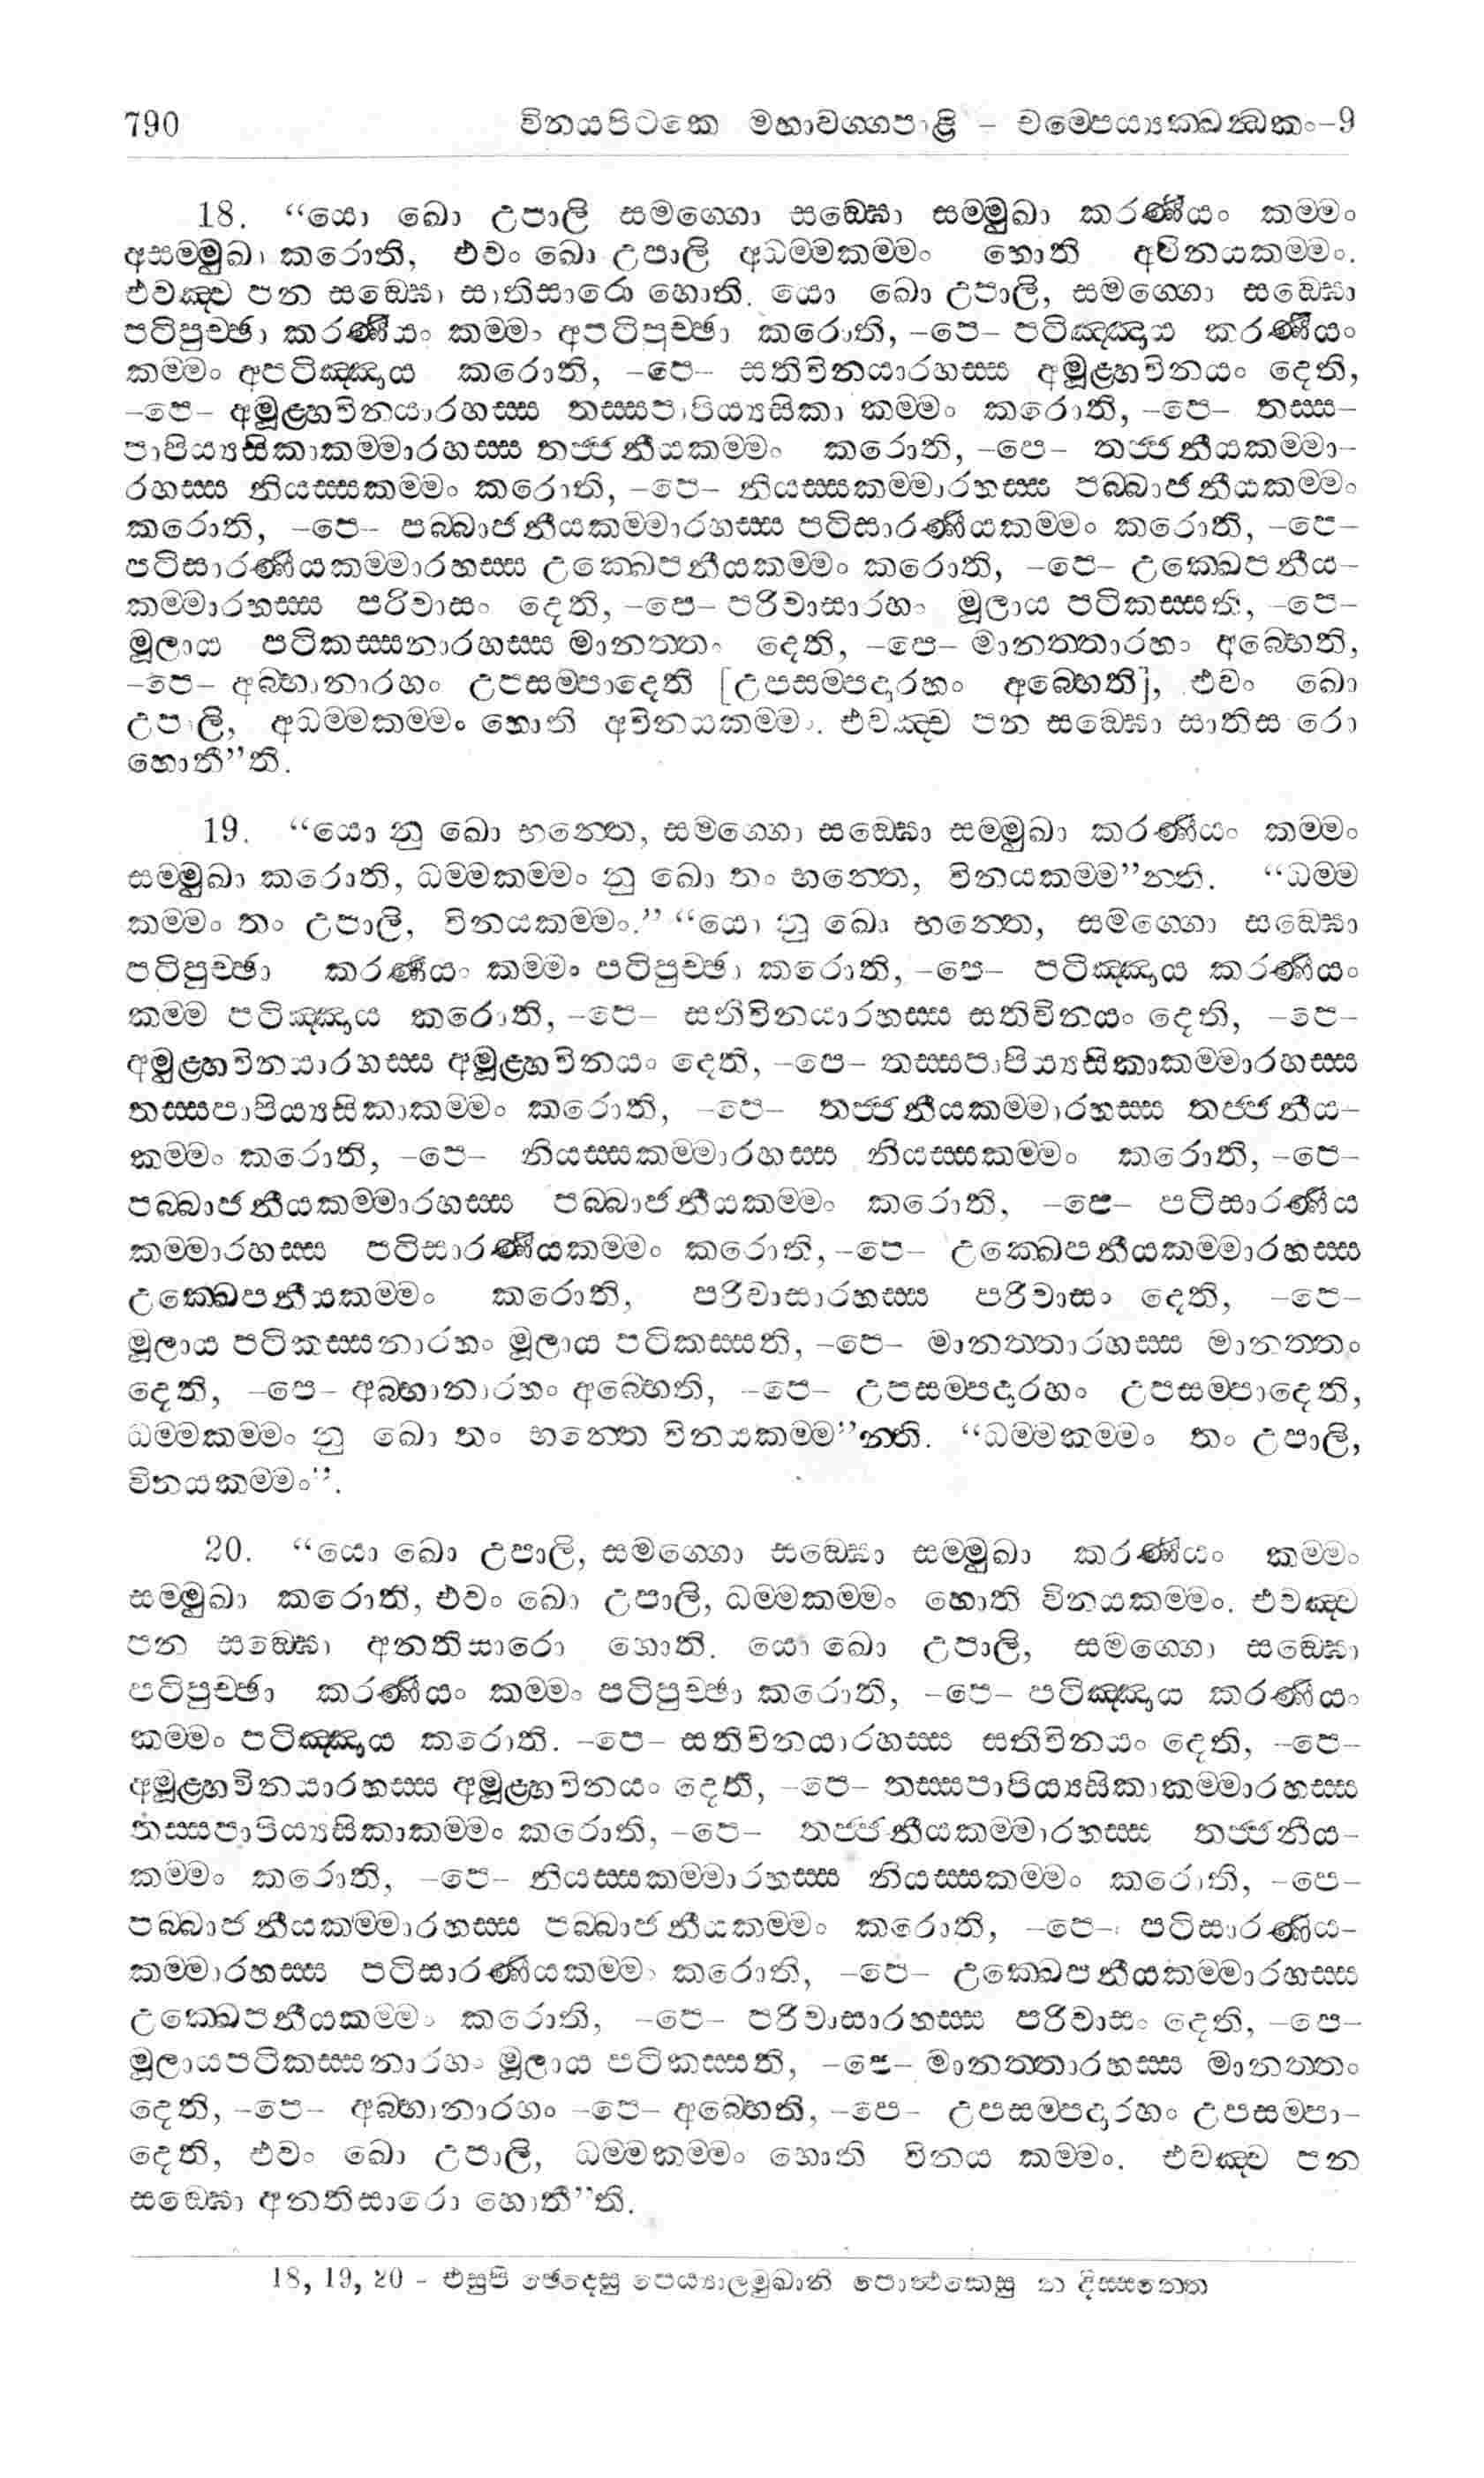 790 විනයපිටකෙ මහාවග්ගපාළි – චම්පෙය්‍යක්ඛන්ධකං–9
18. “යො ඛො උපාලි සමග්ගො සඞ්ඝො සම්මුඛා කරණීයං කම්මං
අසම්මුඛා කරොති, එවං ඛො උපාලි අධම්මකම්මං හොති අවිනයකම්මං.
එවඤ්ච පන සඞ්ඝො සාතිසාරො හොති. යො ඛො උපාලි, සමග්ගො සඞ්ඝො
පටිපුච්ඡා කරණීයං කම්මං අපටිපුච්ඡා කරොති, –පෙ– පටිඤ්ඤාය කරණීයං
කම්මං අපටිඤ්ඤාය කරොති, –පෙ– සතිවිනයාරහස්ස අමූළ්හවිනයං දෙති,
–පෙ– අමූළ්හවිනයාරහස්ස තස්සපාපිය්‍යසිකා කම්මං කරොති, –පෙ– තස්ස–
පාපිය්‍යසිකාකම්මාරහස්ස තජ්ජනීයකම්මං කරොති, –පෙ– තජ්ජනීයකම්මා–
රහස්ස නියස්සකම්මං කරොති, –පෙ– නියස්සකම්මාරහස්ස පබ්බාජනීයකම්මං
කරොති, –පෙ– පබ්බාජනීයකම්මාරහස්ස පටිසාරණීයකම්මං කරොති, –පෙ–
පටිසාරණීයකම්මාරහස්ස උක්ඛෙපනීයකම්මං කරොති, –පෙ– උක්ඛෙපනීය–
කම්මාරහස්ස පරිවාසං දෙති, –පෙ– පරිවාසාරහං මූලාය පටිකස්සති, –පෙ–
මූලාය පටිකස්සනාරහස්ස මානත්තං දෙති, –පෙ– මානත්තාරහං අබ්භෙති,
–පෙ– අබ්භානාරහං උපසම්පාදෙති [උපසම්පදාරහං අබ්භෙති], එවං ඛො
උපාලි, අධම්මකම්මං හොති අවිනයකම්මං. එවඤ්ච පන සඞ්ඝො සාතිසාරො
හොතී”ති.
19. “යො නු ඛො භන්තෙ, සමග්ගො සඞ්ඝො සම්මුඛා කරණීයං කම්මං
සම්මුඛා කරොති, ධම්මකම්මං නු ඛො තං භන්තෙ, විනයකම්ම”න්ති. “ධම්ම
කම්මං තං උපාලි, විනයකම්මං.” “යො නු ඛො භන්තෙ, සමග්ගො සඞ්ඝො
පටිපුච්ඡා කරණීයං කම්මං පටිපුච්ඡා කරොති, –පෙ– පටිඤ්ඤාය කරණීයං
කම්ම පටිඤ්ඤාය කරොති, –පෙ– සතිවිනයාරහස්ස සතිවිනයං දෙති, –පෙ–
අමුළ්හවිනයාරහස්ස අමූළ්හවිනයං දෙති, –පෙ– තස්සපාපිය්‍යසිකාකම්මාරහස්ස
තස්සපාපිය්‍යසිකාකම්මං කරොති, –පෙ– තජ්ජනීයකම්මාරහස්ස තජ්ජනීය–
කම්මං කරොති, –පෙ– නියස්සකම්මාරහස්ස නියස්සකම්මං කරොති, –පෙ–
පබ්බාජනීයකම්මාරහස්ස පබ්බාජනීයකම්මං කරොති, –පෙ– පටිසාරණීය
කම්මාරහස්ස පටිසාරණීයකම්මං කරොති, –පෙ– උක්ඛෙපනීයකම්මාරහස්ස
උක්ඛෙපනීයකම්මං කරොති, පරිවාසාරහස්ස පරිවාසං දෙති, –පෙ–
මූලාය පටිකස්සනාරහං මූලාය පටිකස්සති, –පෙ– මානත්තාරහස්ස මානත්තං
දෙති, –පෙ– අබ්භානාරහං අබ්භෙති, –පෙ– උපසම්පදාරහං උපසම්පාදෙති,
ධම්මකම්මං නු ඛො තං භන්තෙ විනයකම්ම”න්ති. “ධම්මකම්මං තං උපාලි,
විනයකම්මං”.
20. “යො ඛො උපාලි, සමග්ගො සඞ්ඝො සම්මුඛා කරණීයං කම්මං
සම්මුඛා කරොති, එවං ඛො උපාලි, ධම්මකම්මං හොති විනයකම්මං. එවඤ්ච
පන සඞ්ඝො අනතිසාරො හොති. යො ඛො උපාලි, සමග්ගො සඞ්ඝො
පටිපුච්ඡා කරණීයං කම්මං පටිපුච්ඡා කරොති, –පෙ– පටිඤ්ඤාය කරණීයං
කම්මං පටිඤ්ඤාය කරොති. –පෙ– සතිවිනයාරහස්ස සතිවිනයං දෙති, –පෙ–
අමූළ්හවිනයාරහස්ස අමූළ්හවිනයං දෙති, –පෙ– තස්සපාපිය්‍යසිකාකම්මාරහස්ස
තස්සපාපිය්‍යසිකාකම්මං කරොති, –පෙ– තජ්ජනීයකම්මාරහස්ස තජ්ජනීය–
කම්මං කරොති, –පෙ– නියස්සකම්මාරහස්ස නියස්සකම්මං කරොති, –පෙ–
පබ්බාජනීයකම්මාරහස්ස පබ්බාජනීයකම්මං කරොති, –පෙ– පටිසාරණීය–
කම්මාරහස්ස පටිසාරණීයකම්මං කරොති, –පෙ– උක්ඛෙපනීයකම්මාරහස්ස
උක්ඛෙපනීයකම්මං කරොති, –පෙ– පරිවාසාරහස්ස පරිවාසං දෙති, –පෙ–
මූලායපටිකස්සනාරහං මූලාය පටිකස්සති, –පෙ– මානත්තාරහස්ස මානත්තං
දෙති, –පෙ– අබ්භානාරහං –පෙ– අබ්භෙති, –පෙ– උපසම්පදාරහං උපසම්පා–
දෙති, එවං ඛො උපාලි, ධම්මකම්මං හොති විනය කම්මං. එවඤ්ච පන
සඞ්ඝො අනතිසාරො හොතී”ති.
18, 19, 20 – එසුපි ඡෙදෙසු පෙය්‍යාලමුඛානි පොත්ථකෙසු න දිස්සන්තෙ